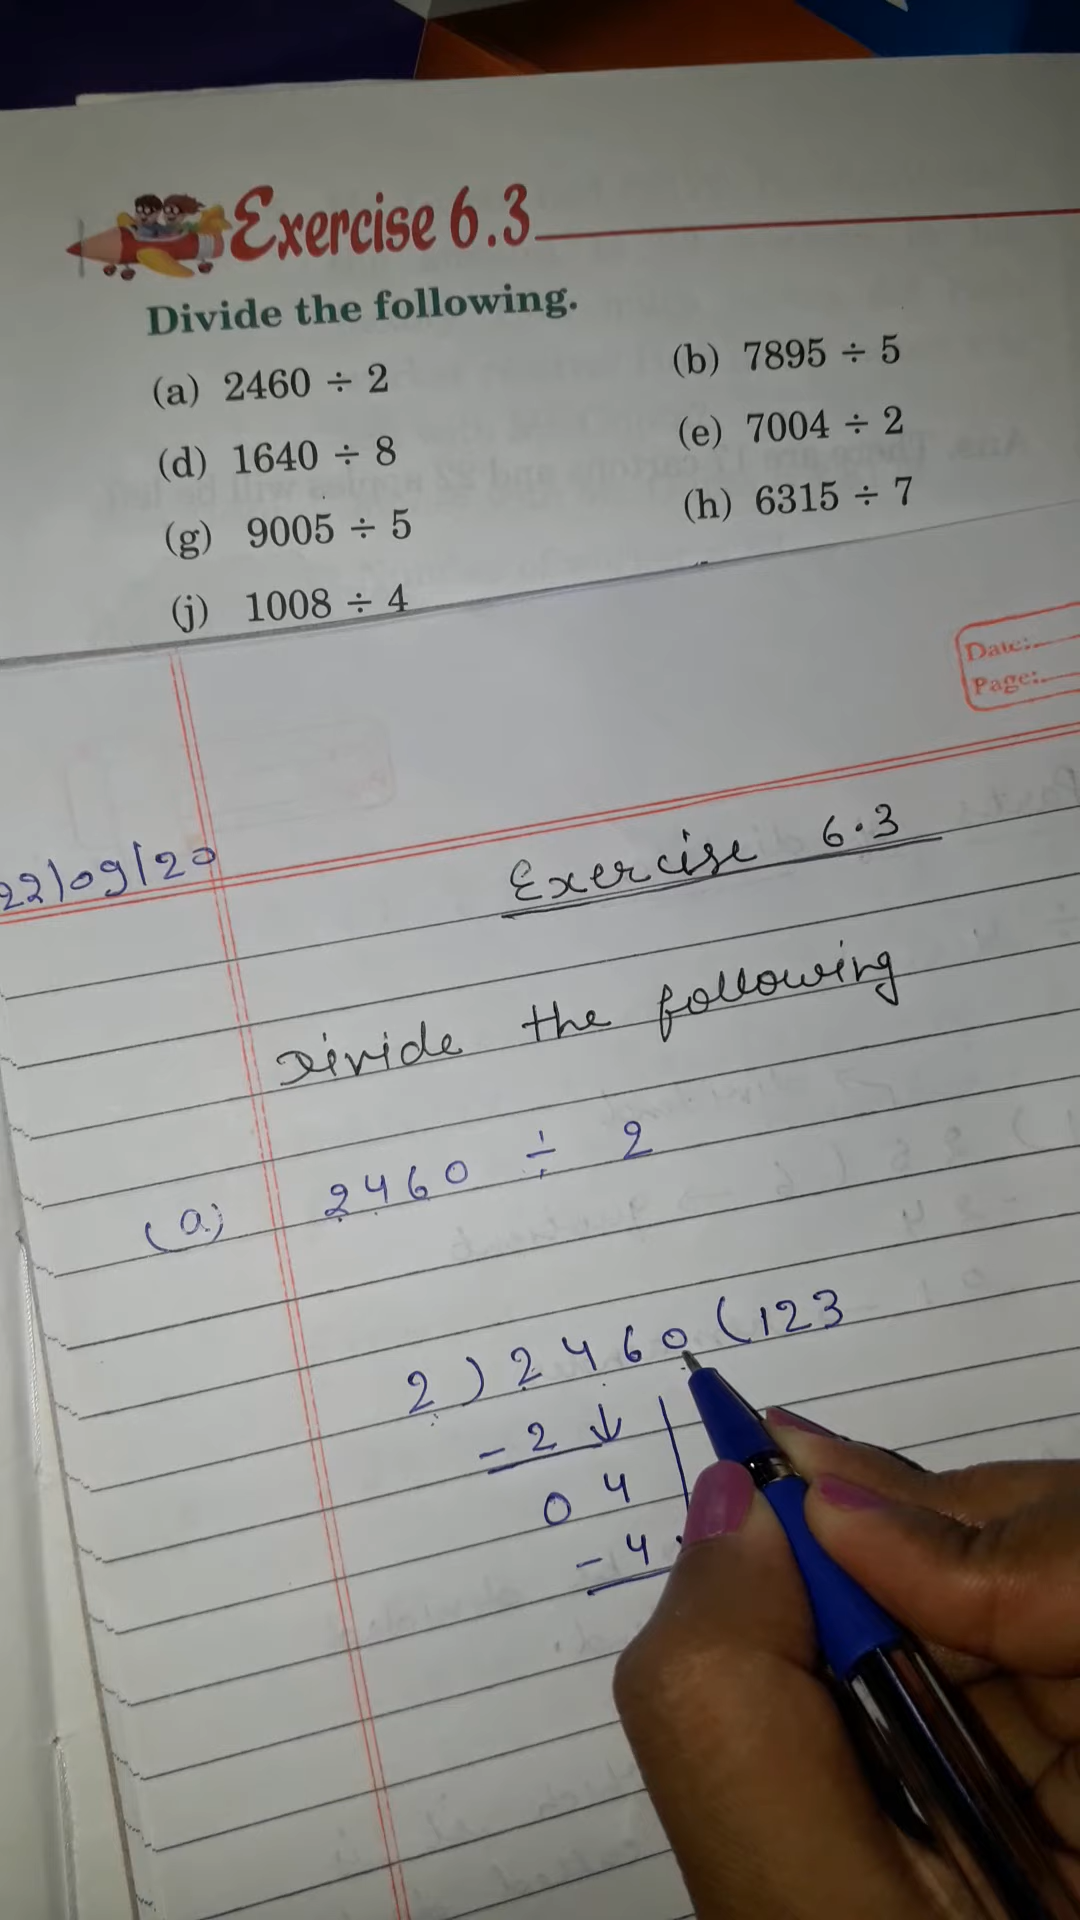 Exercise 6.3
Divide the following.
(a) 2460 ÷ 2 (b) 7895 ÷ 5
(d) 1640 ÷ 8 (e) 7004 ÷ 2
(g) 9005 ÷ 5 (h) 6315 ÷ 7
(j) 1008 ÷ 4
Date:
Page:
22/09/20
Exercise 6.3
Divide the following
(a) 2460 ÷ 2
2 ) 2460 ( 123
- 2 ↓
0 4
- 4